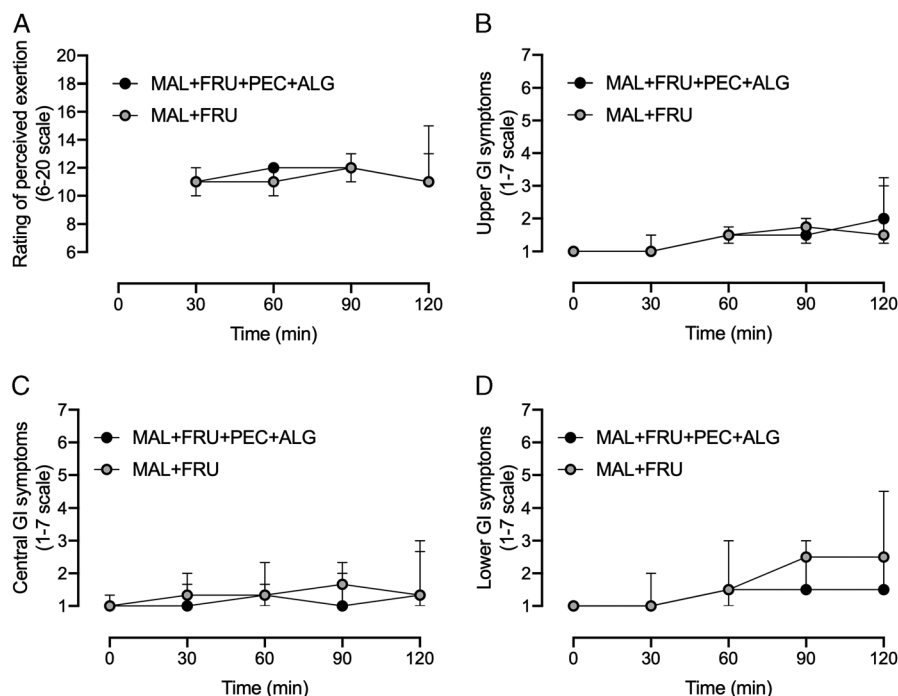 A
Rating of perceived exertion
(6-20 scale)
20
18
16
14
12
10
8
6
MAL+FRU+PEC+ALG
MAL+FRU
0 30 60 90 120
Time (min)
B
Upper GI symptoms
(1-7 scale)
7
6
5
4
3
2
1
MAL+FRU+PEC+ALG
MAL+FRU
0 30 60 90 120
Time (min)
C
Central GI symptoms
(1-7 scale)
7
6
5
4
3
2
1
MAL+FRU+PEC+ALG
MAL+FRU
0 30 60 90 120
Time (min)
D
Lower GI symptoms
(1-7 scale)
7
6
5
4
3
2
1
MAL+FRU+PEC+ALG
MAL+FRU
0 30 60 90 120
Time (min)